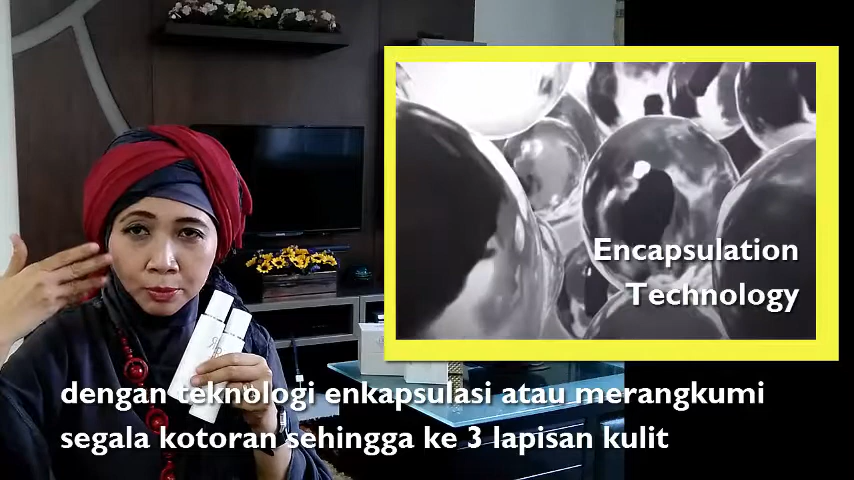 Encapsulation
Technology
dengan teknologi enkapsulasi atau merangkumi
segala kotoran sehingga ke 3 lapisan kulit